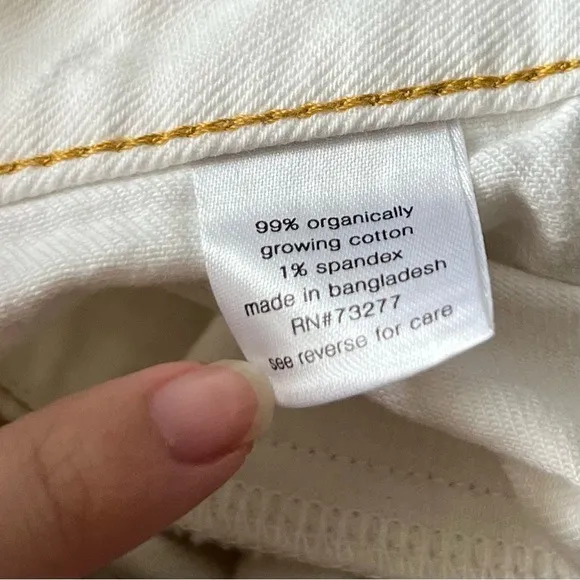 99% organically
growing cotton
1% spandex
made in bangladesh
RN#73277
see reverse for care